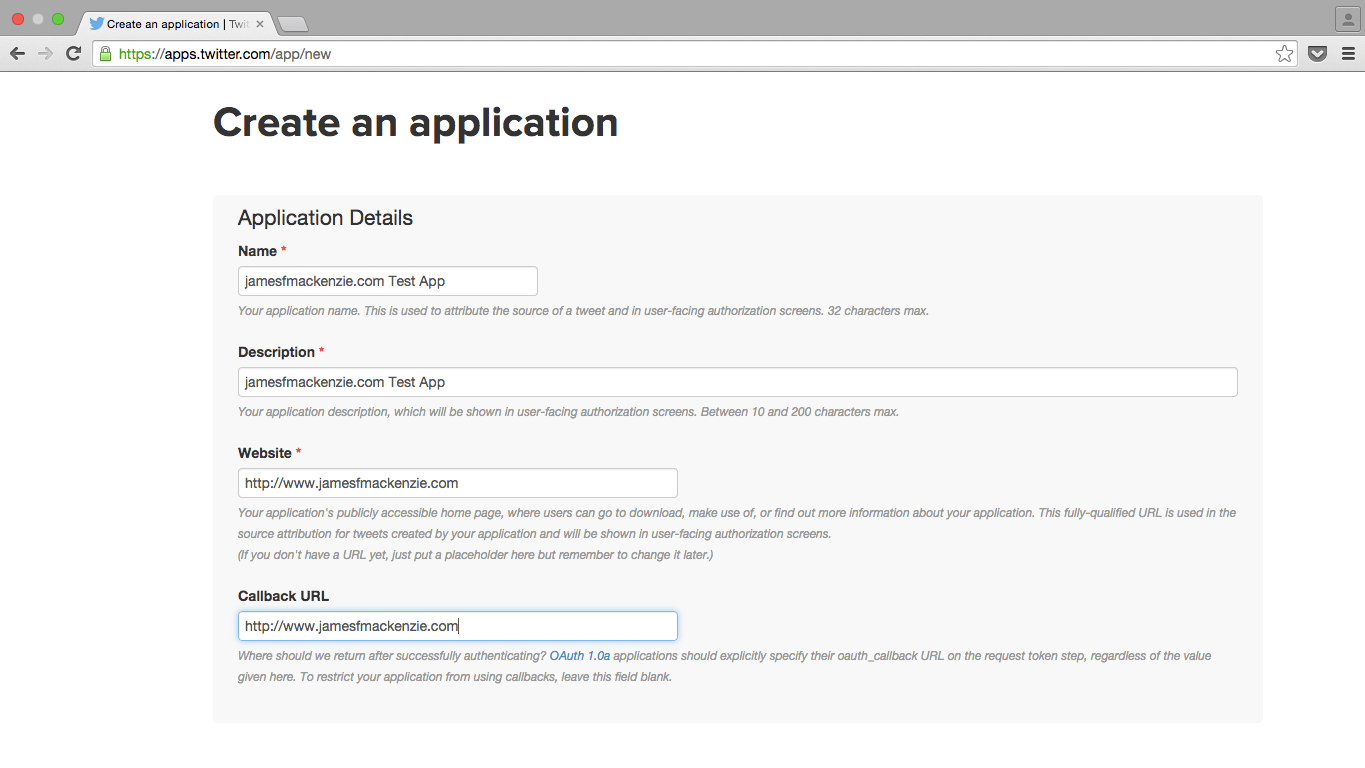 Create an application | Twit
https://apps.twitter.com/app/new
Create an application
Application Details
Name *
jamesfmackenzie.com Test App
Your application name. This is used to attribute the source of a tweet and in user-facing authorization screens. 32 characters max.
Description *
jamesfmackenzie.com Test App
Your application description, which will be shown in user-facing authorization screens. Between 10 and 200 characters max.
Website *
http://www.jamesfmackenzie.com
Your application's publicly accessible home page, where users can go to download, make use of, or find out more information about your application. This fully-qualified URL is used in the
source attribution for tweets created by your application and will be shown in user-facing authorization screens.
(If you don't have a URL yet, just put a placeholder here but remember to change it later.)
Callback URL
http://www.jamesfmackenzie.com
Where should we return after successfully authenticating? OAuth 1.0a applications should explicitly specify their oauth_callback URL on the request token step, regardless of the value
given here. To restrict your application from using callbacks, leave this field blank.